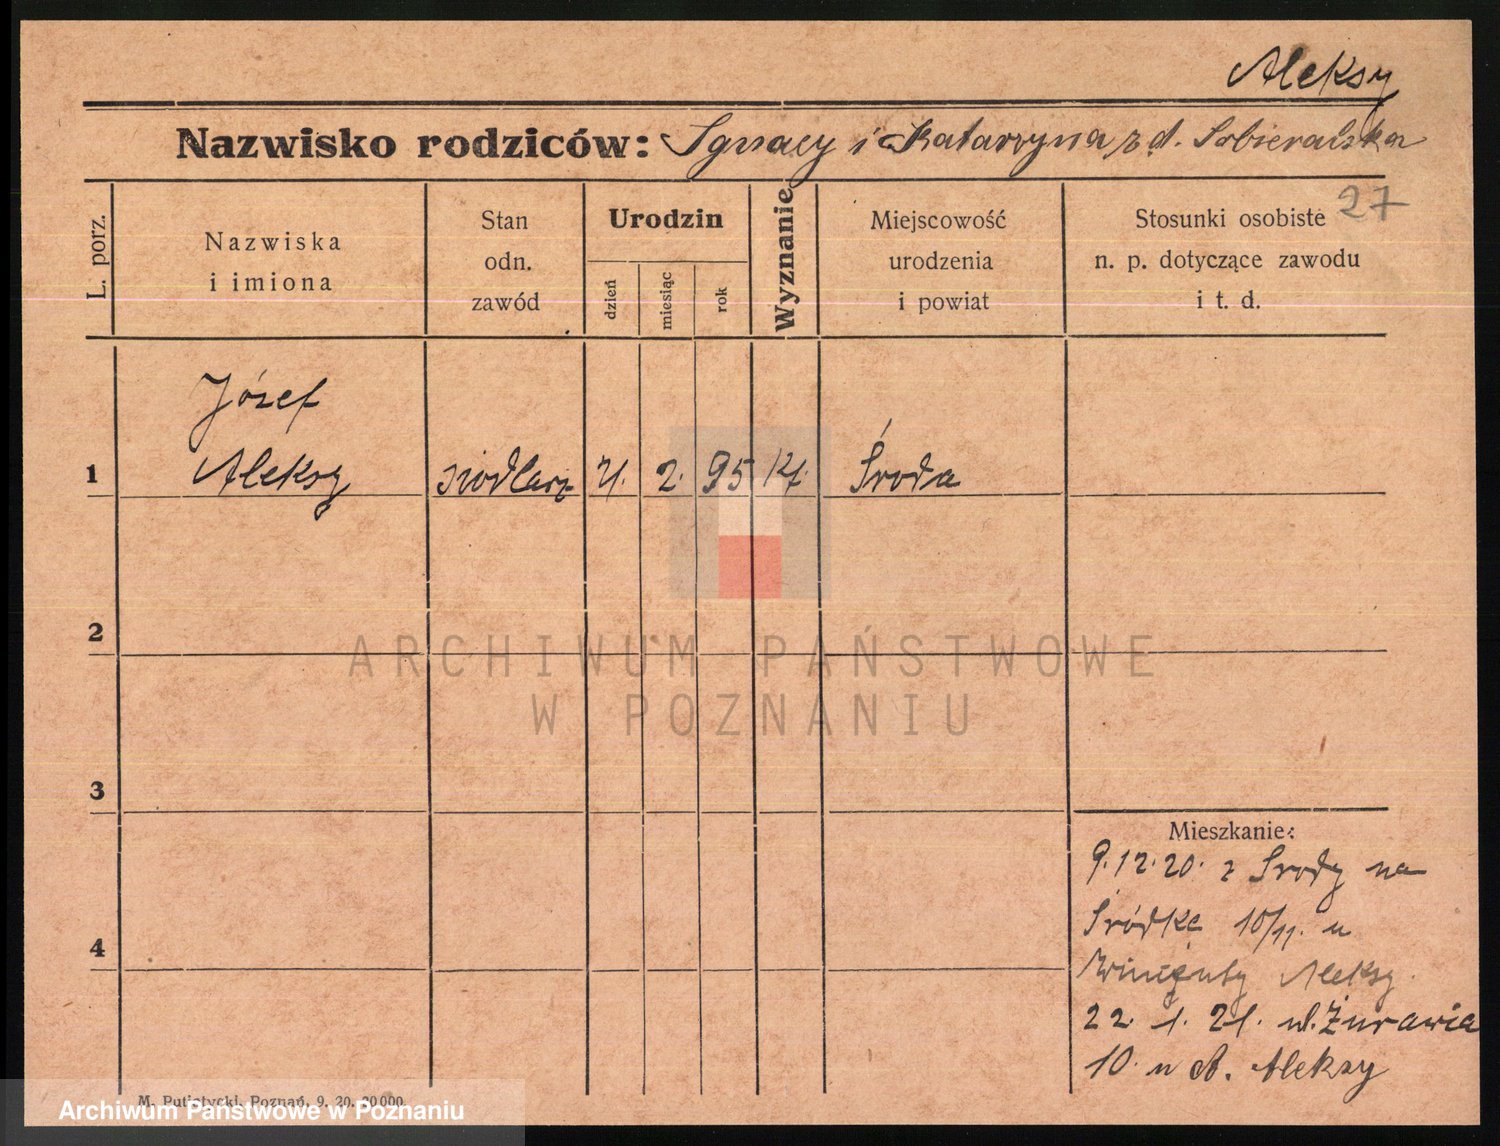 Aleksy
Nazwisko rodziców: Ignacy i Katarzyna z d. Sobieralska
27
L. porz.
Nazwiska
i imiona
Stan
odn.
zawód
Urodzin
dzień
miesiąc
rok
Wyznanie
Miejscowość
urodzenia
i powiat
Stosunki osobiste
n. p. dotyczące zawodu
i t. d.
Józef
1 Aleksy siodlarz 21. 2. 95 Kt. Środa
2
3
4
Mieszkanie:
9.12.20. z Środy na
Śródkę 10/11. u
Aleksy.
22. 1. 21. ul. Żurawia
10. u A. Aleksy
M. Putiatycki, Poznań, 9. 20. 20000.
ARCHIWUM PAŃSTWOWE
W POZNANIU
Archiwum Państwowe w Poznaniu